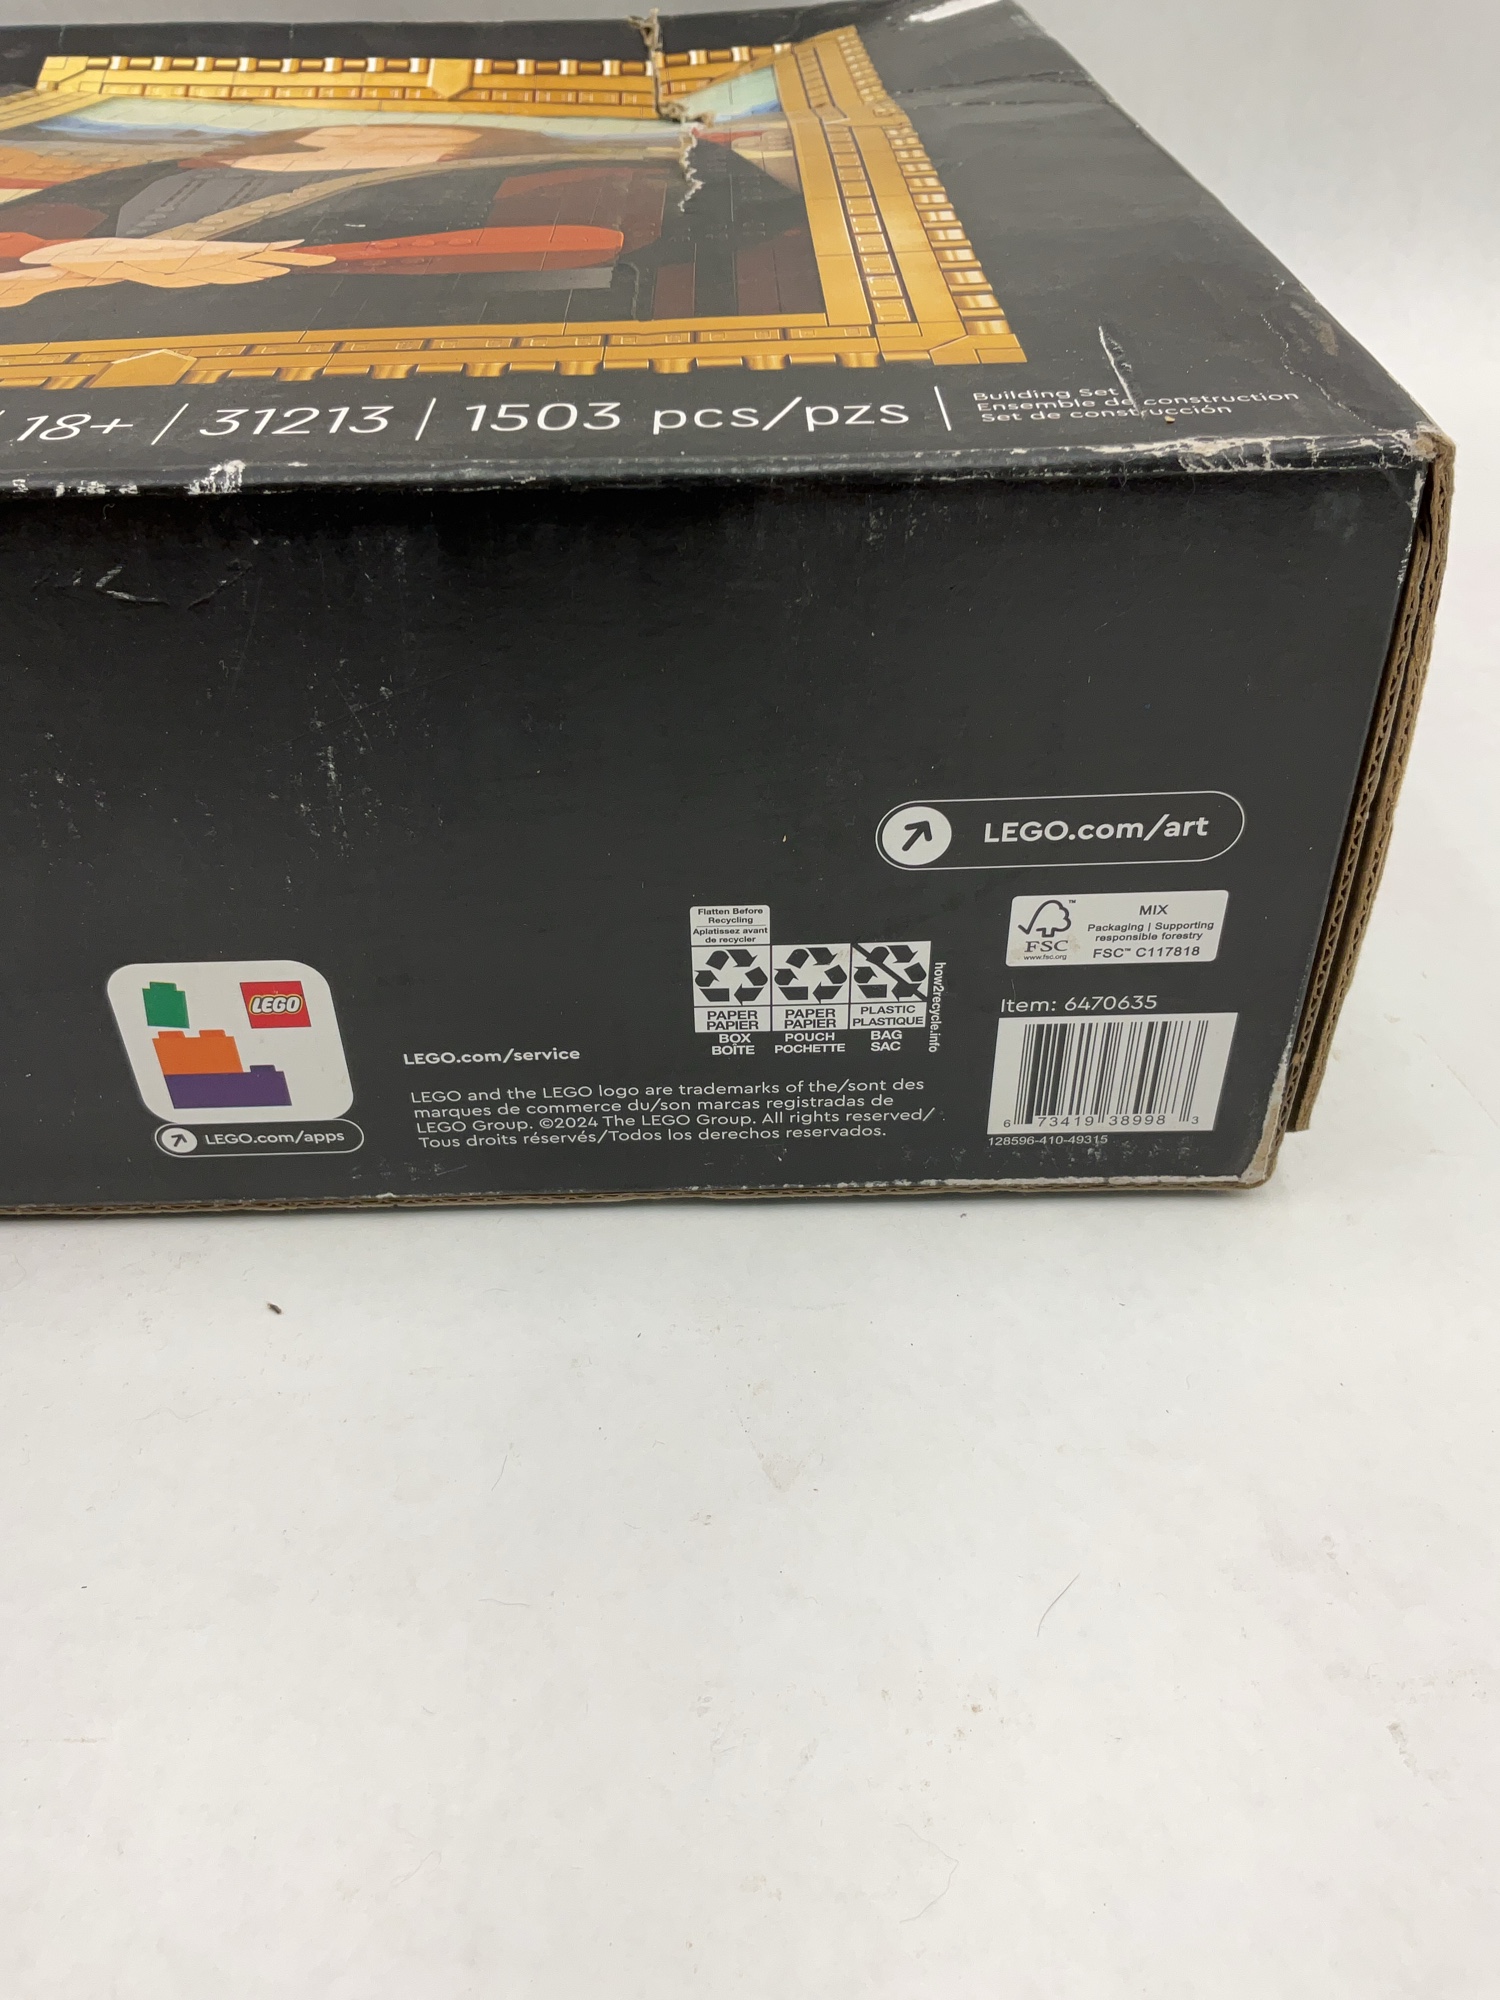 18+ / 31213 | 1503 pcs/pzs | Building Set
Ensemble de construction
Set de construcción
LEGO.com/art
Flatten Before
Recycling
Aplatissez avant
de recycler
PAPER
PAPIER
BOX
BOÎTE
PAPER
PAPIER
POUCH
POCHETTE
PLASTIC
PLASTIQUE
BAG
SAC
how2recycle.info
FSC
www.fsc.org
MIX
Packaging | Supporting
responsible forestry
FSC™ C117818
Item: 6470635
6 73419 38998 3
128596-410-49315
LEGO
LEGO.com/apps
LEGO.com/service
LEGO and the LEGO logo are trademarks of the/sont des
marques de commerce du/son marcas registradas de
LEGO Group. ©2024 The LEGO Group. All rights reserved/
Tous droits réservés/Todos los derechos reservados.